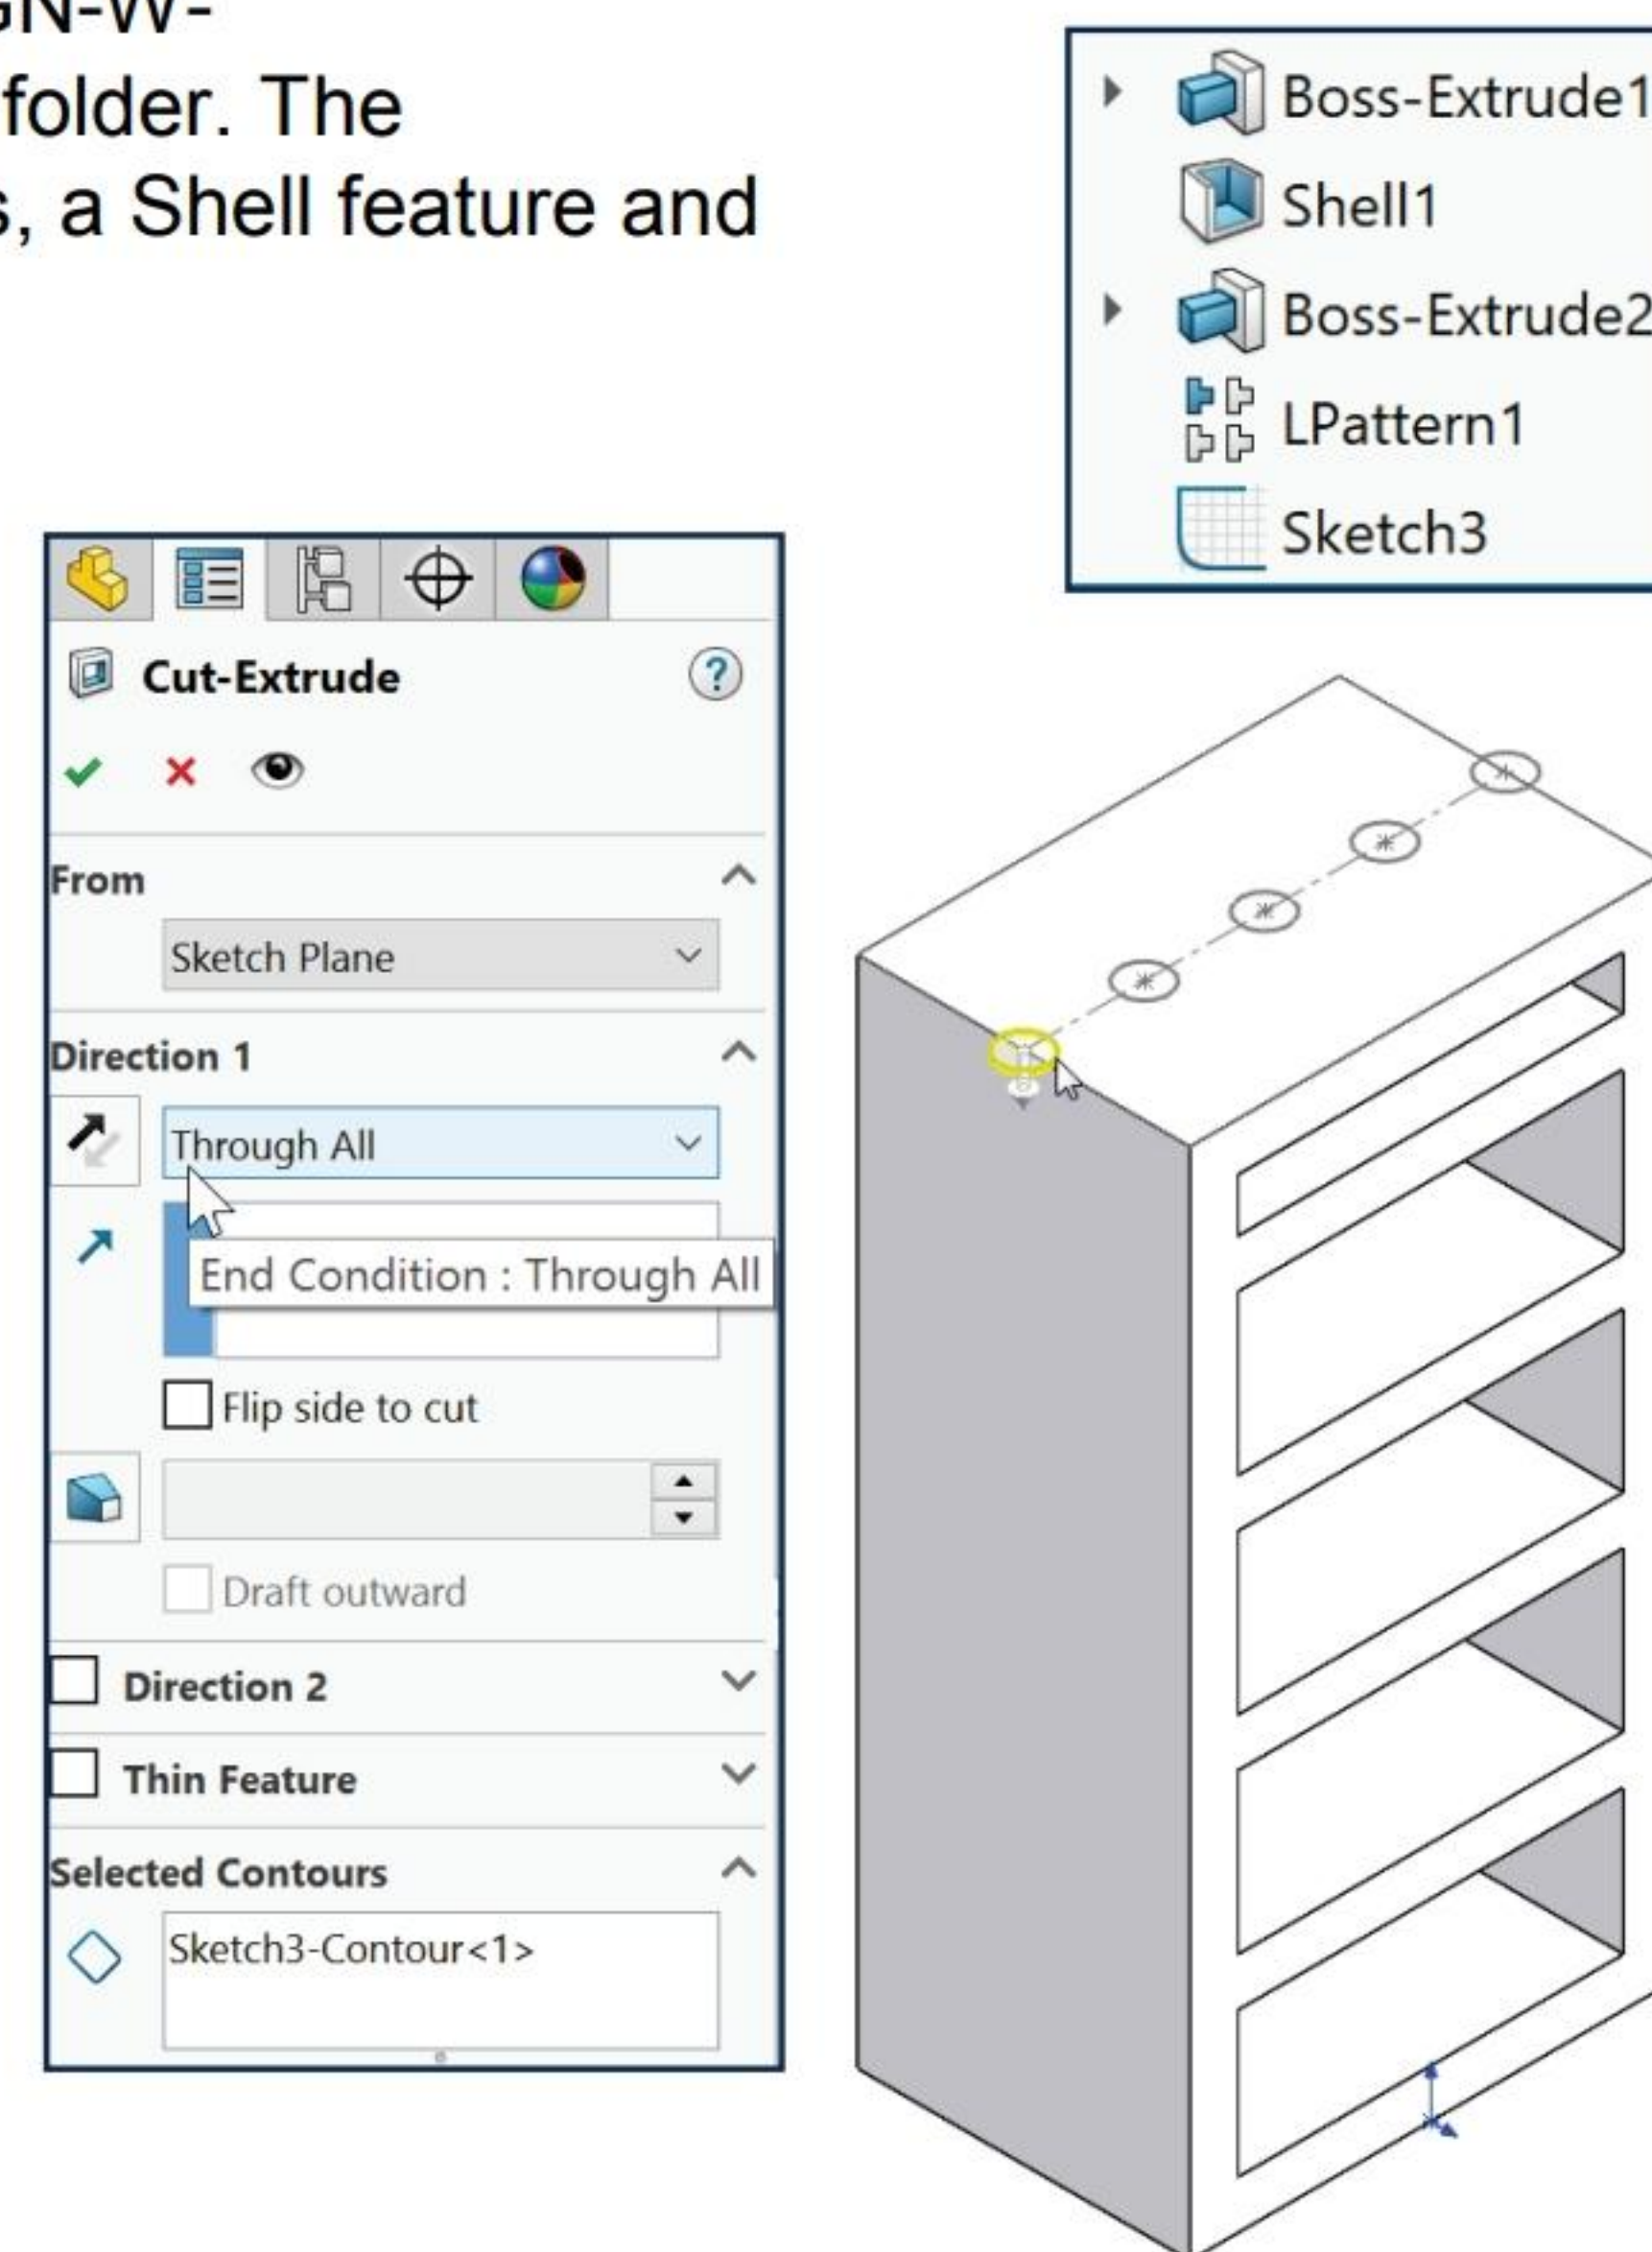 GN-W-
folder. The
s, a Shell feature and
Boss-Extrude1
Shell1
Boss-Extrude2
LPattern1
Sketch3
Cut-Extrude
?
From
Sketch Plane
Direction 1
Through All
End Condition : Through All
Flip side to cut
Draft outward
Direction 2
Thin Feature
Selected Contours
Sketch3-Contour<1>